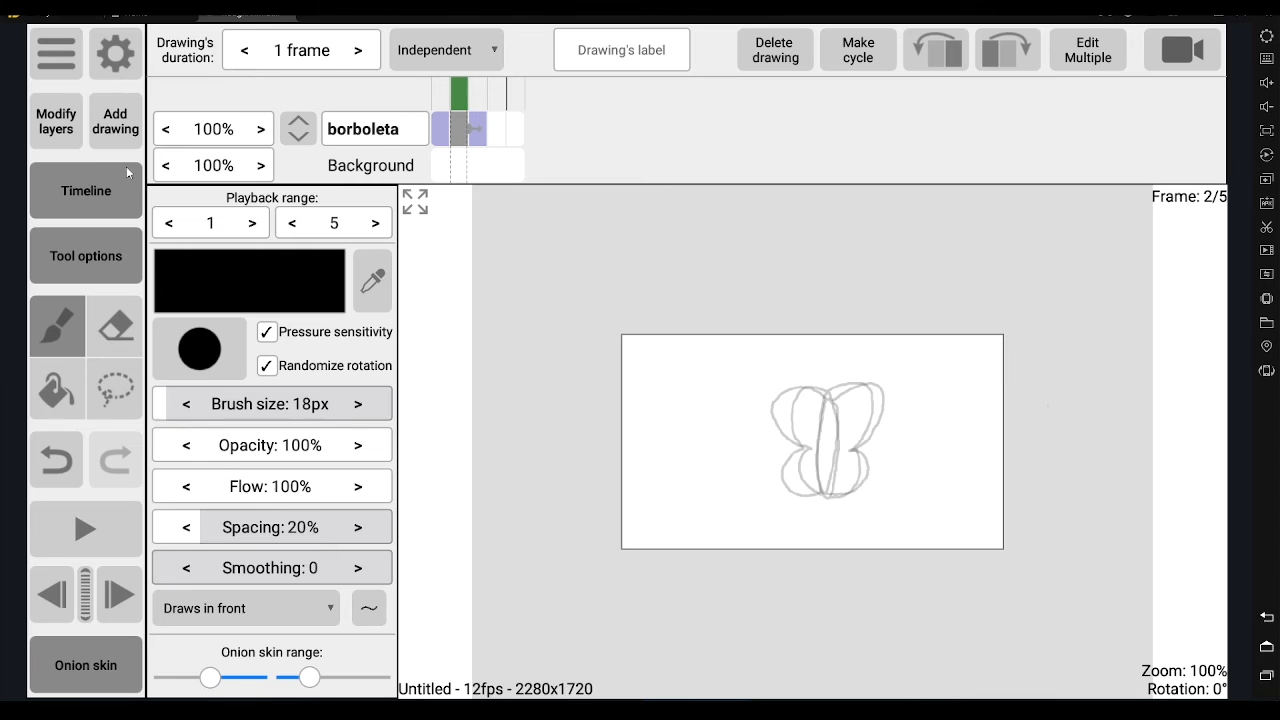 Drawing's
duration:
< 1 frame >
Independent
Drawing's label
Delete
drawing
Make
cycle
Edit
Multiple
Modify
layers
Add
drawing
< 100% >
borboleta
< 100% >
Background
Timeline
Playback range:
< 1 >
< 5 >
Frame: 2/5
Tool options
Pressure sensitivity
Randomize rotation
< Brush size: 18px >
< Opacity: 100% >
< Flow: 100% >
< Spacing: 20% >
< Smoothing: 0 >
Draws in front
Onion skin
Onion skin range:
Untitled - 12fps - 2280x1720
Zoom: 100%
Rotation: 0°